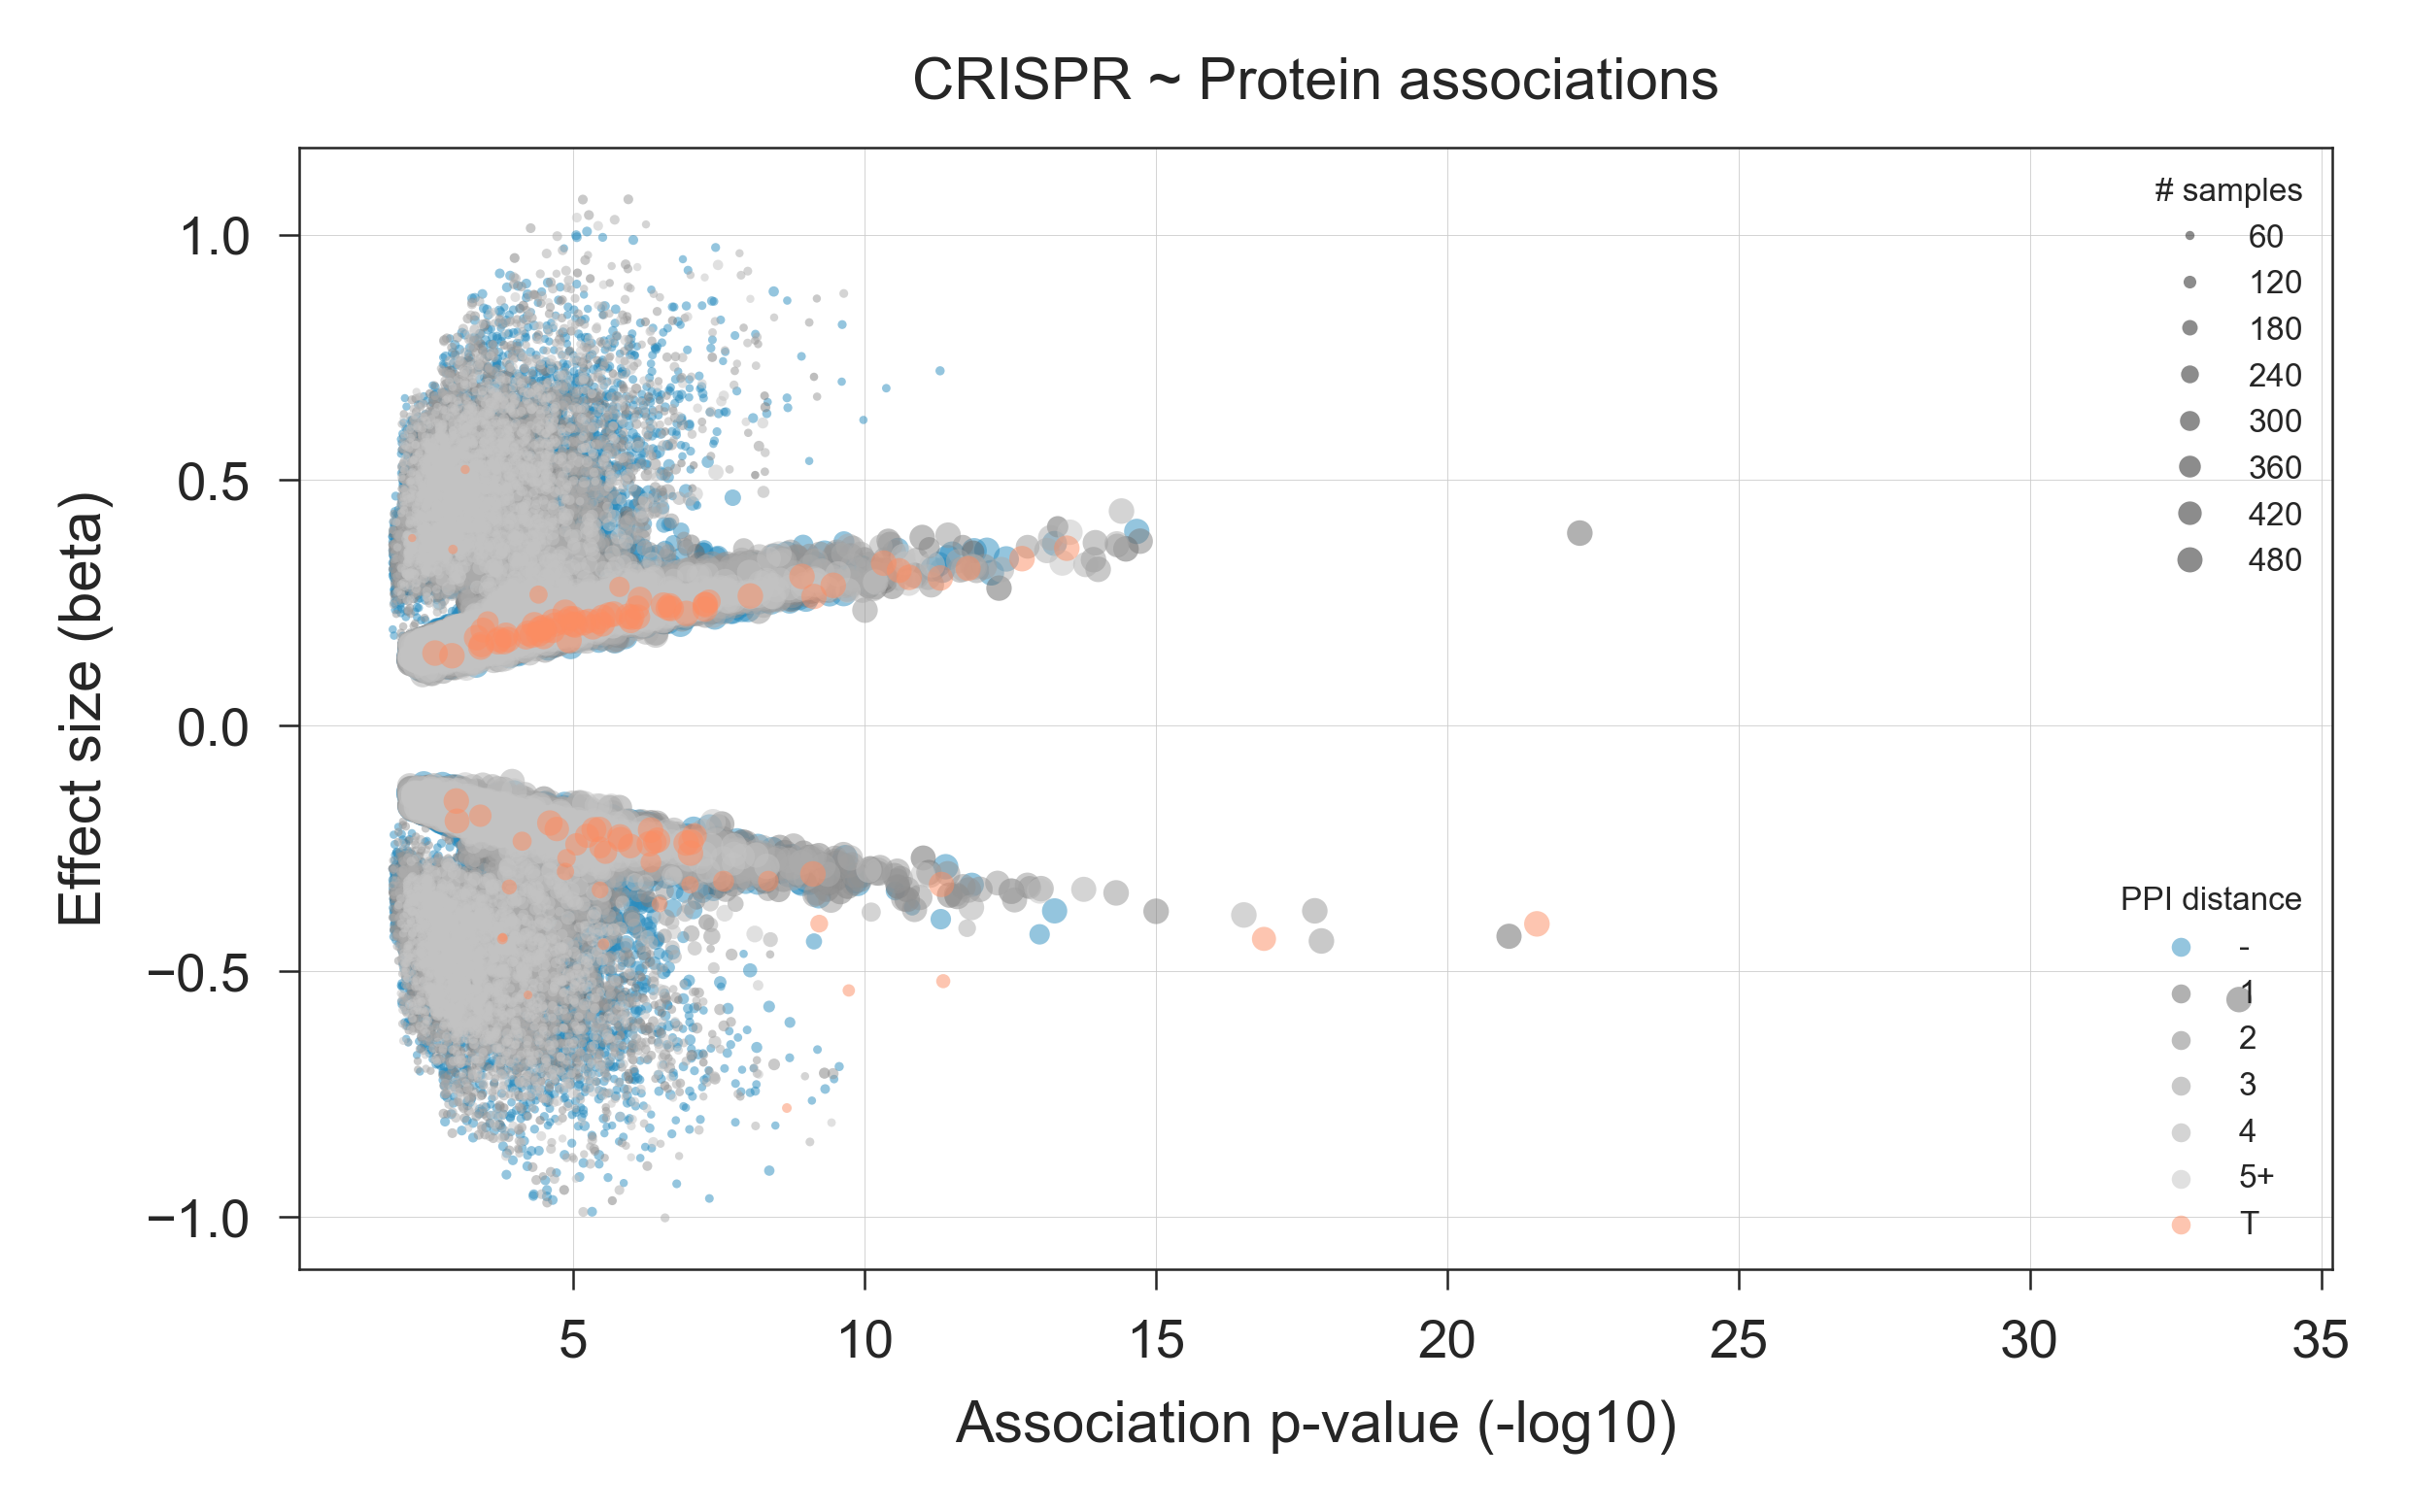 CRISPR ~ Protein associations
Effect size (beta)
1.0
0.5
0.0
−0.5
−1.0
# samples
60
120
180
240
300
360
420
480
PPI distance
-
1
2
3
4
5+
T
5 10 15 20 25 30 35
Association p-value (-log10)